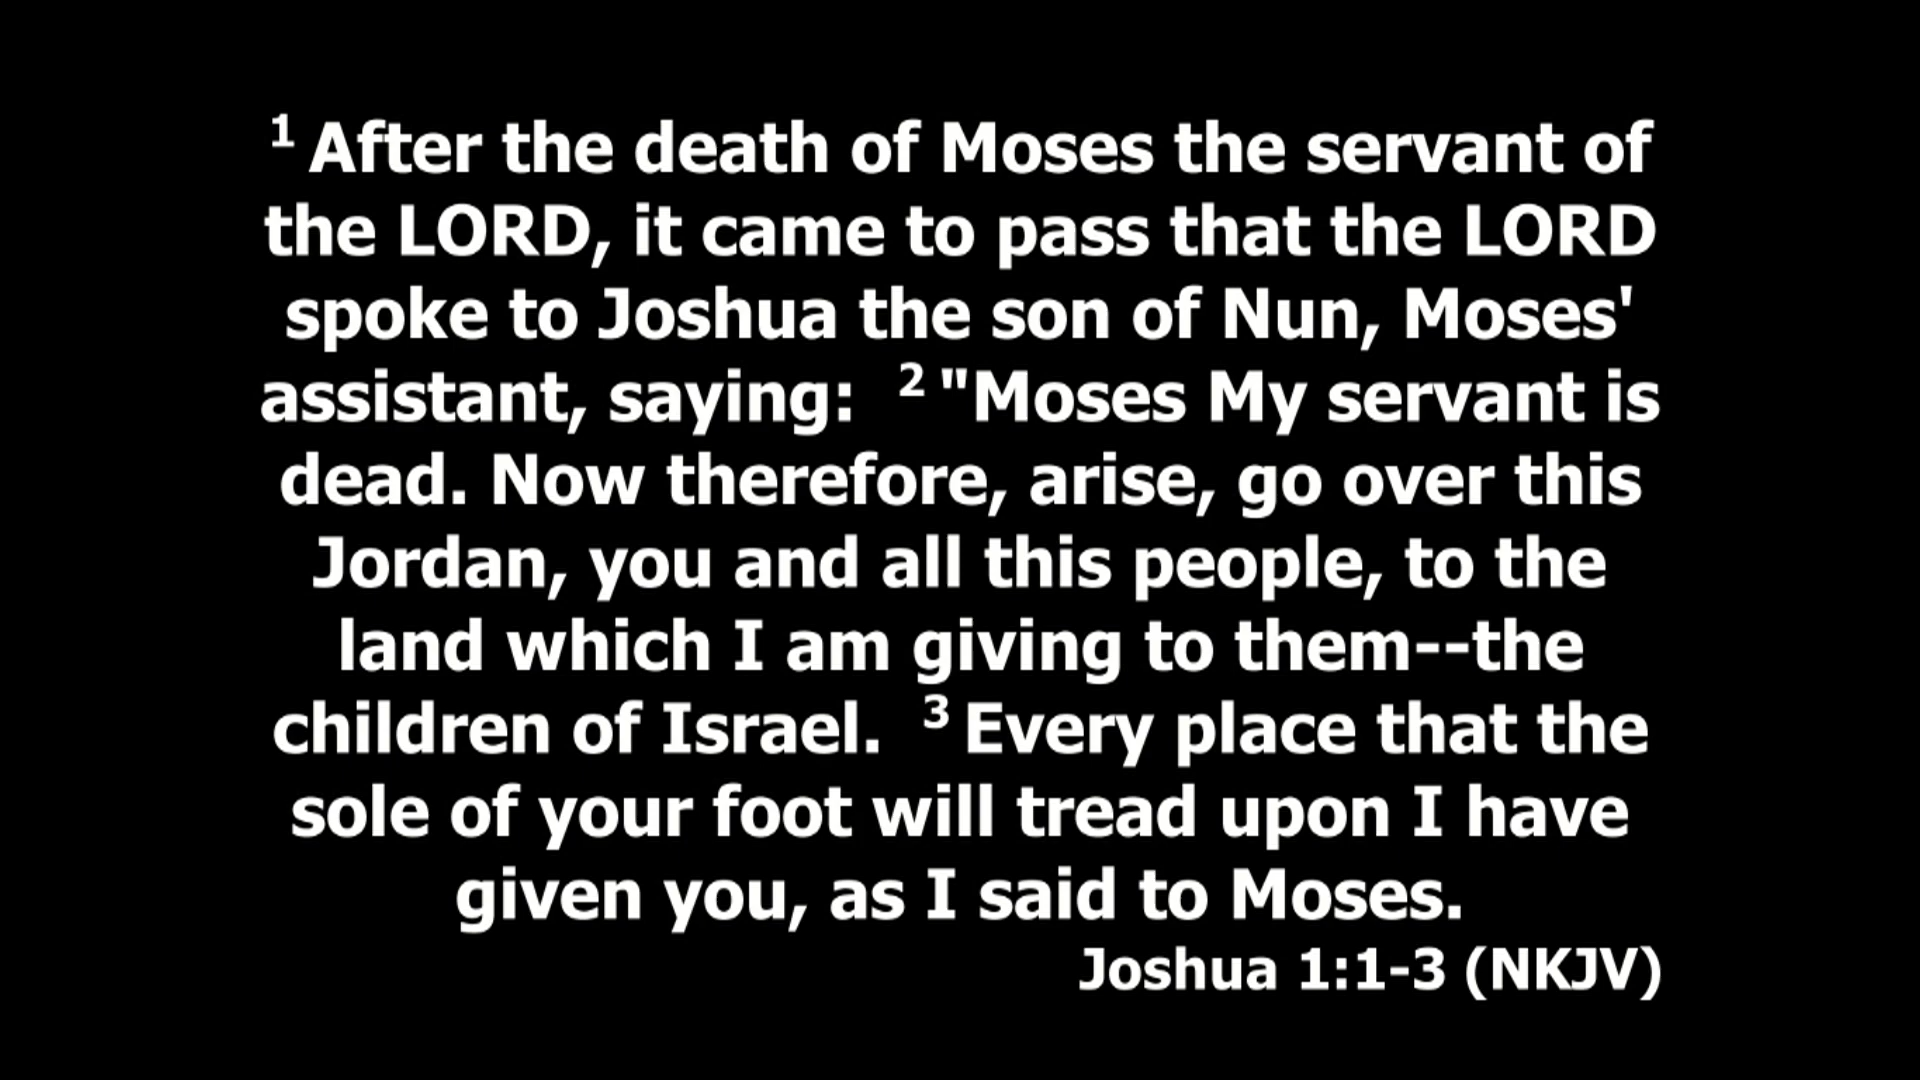 1 After the death of Moses the servant of
the LORD, it came to pass that the LORD
spoke to Joshua the son of Nun, Moses'
assistant, saying:  2 "Moses My servant is
dead. Now therefore, arise, go over this
Jordan, you and all this people, to the
land which I am giving to them--the
children of Israel.  3 Every place that the
sole of your foot will tread upon I have
given you, as I said to Moses.
Joshua 1:1-3 (NKJV)